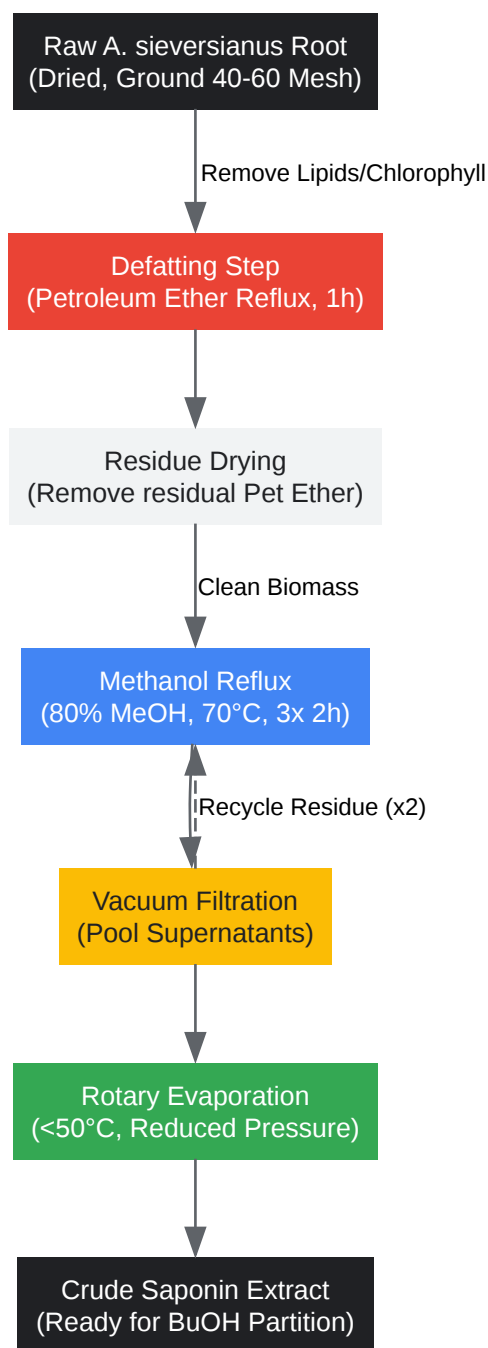 Raw A. sieversianus Root
(Dried, Ground 40-60 Mesh)
Remove Lipids/Chlorophyll
Defatting Step
(Petroleum Ether Reflux, 1h)
Residue Drying
(Remove residual Pet Ether)
Clean Biomass
Methanol Reflux
(80% MeOH, 70°C, 3x 2h)
Recycle Residue (x2)
Vacuum Filtration
(Pool Supernatants)
Rotary Evaporation
(<50°C, Reduced Pressure)
Crude Saponin Extract
(Ready for BuOH Partition)